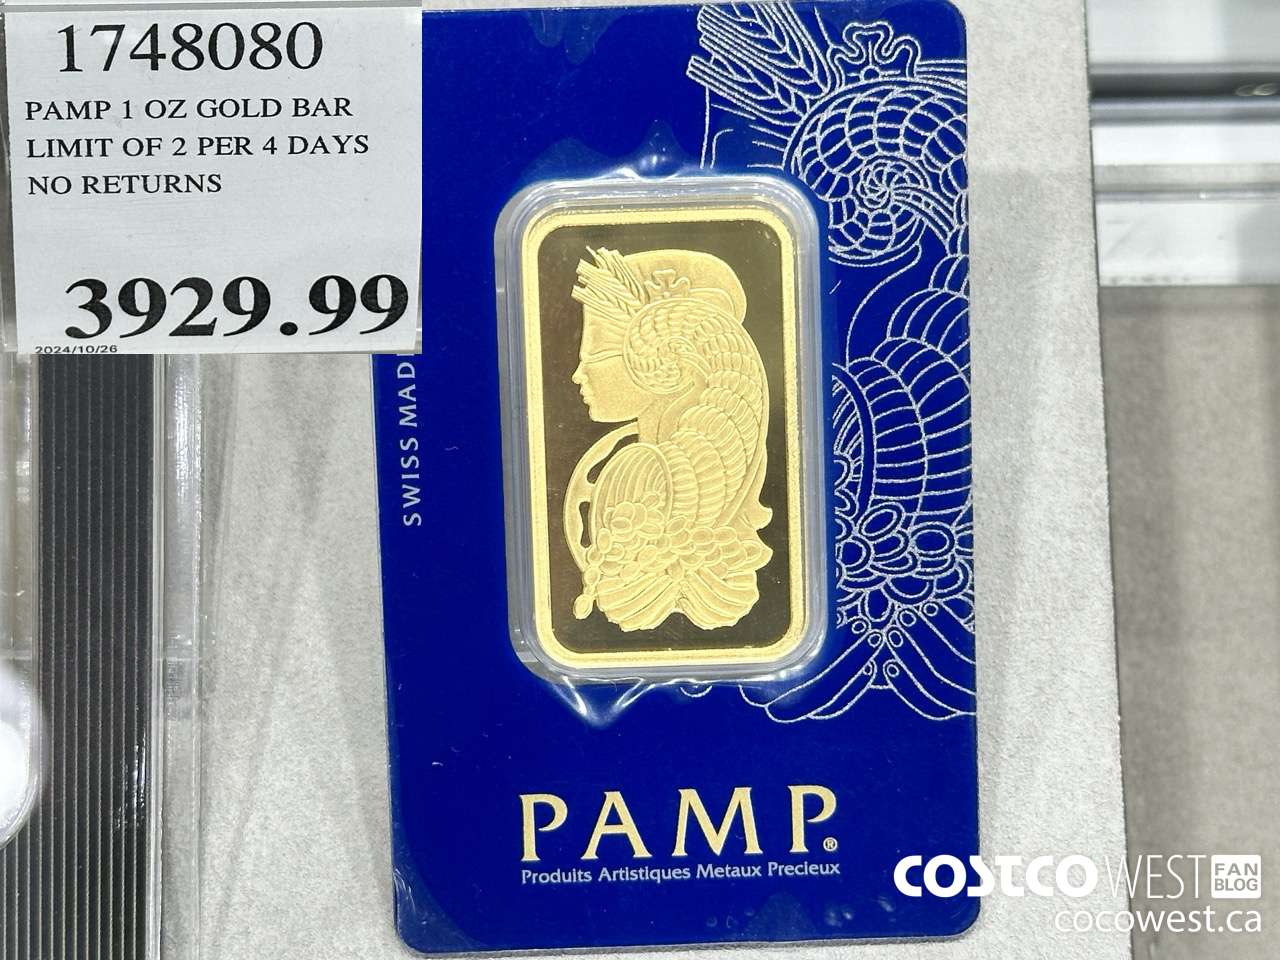 1748080
PAMP 1 OZ GOLD BAR
LIMIT OF 2 PER 4 DAYS
NO RETURNS
3929.99
2024/10/26
SWISS MAD
PAMP®
Produits Artistiques Metaux Precieux
COSTCO WEST FAN BLOG
cocowest.ca